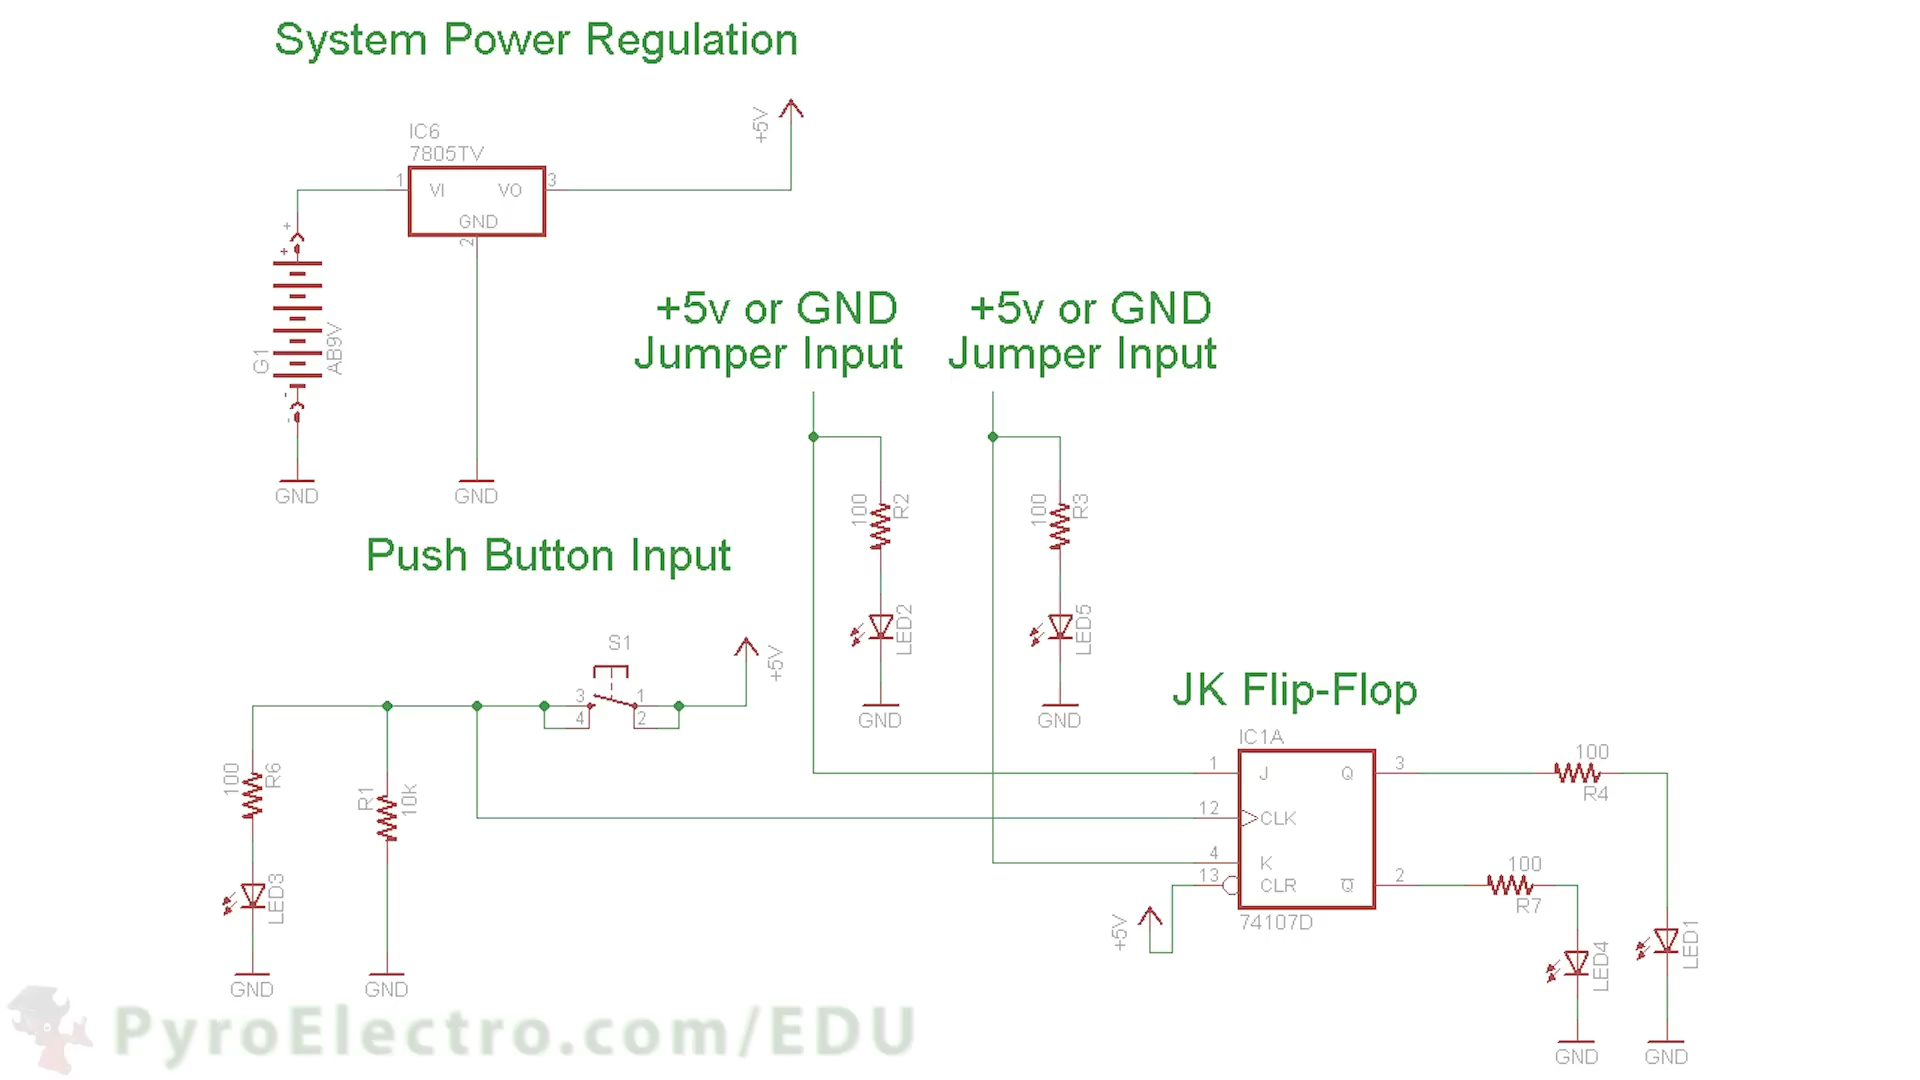 System Power Regulation
+5V
IC6
7805TV
1
VI
VO
3
GND
2
+
+
G1
AB9V
-
-
GND
GND
+5v or GND
Jumper Input
+5v or GND
Jumper Input
100
R2
LED2
GND
100
R3
LED5
GND
Push Button Input
S1
3
1
4
2
+5V
100
R6
LED3
GND
R1
10k
GND
JK Flip-Flop
IC1A
1
J
Q
3
12
CLK
4
K
13
CLR
Q
2
74107D
+5V
100
R4
LED1
GND
100
R7
LED4
GND
PyroElectro.com/EDU